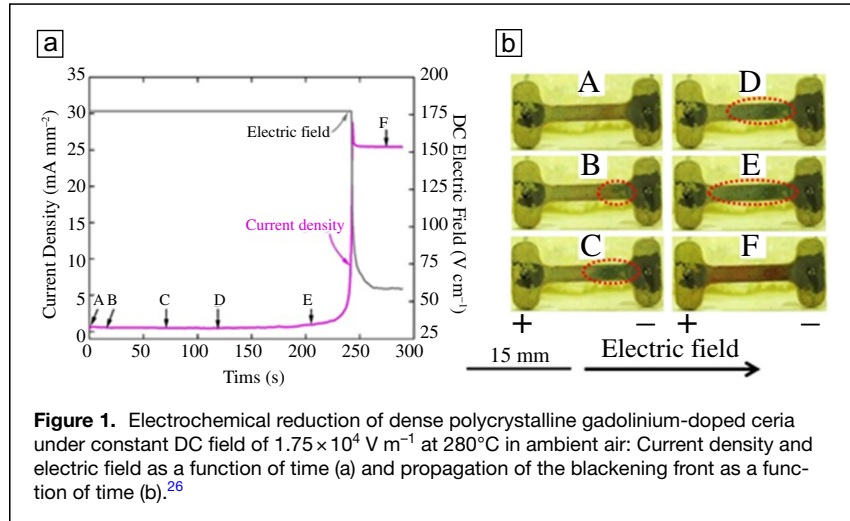 a
b
35
30
25
20
15
10
5
0
Current Density (mA mm⁻²)
200
175
150
125
100
75
50
25
DC Electric Field (V cm⁻¹)
Electric field
Current density
F
A B C D E
0 50 100 150 200 250 300
Tims (s)
A D
B E
C F
+ − + −
15 mm Electric field
Figure 1. Electrochemical reduction of dense polycrystalline gadolinium-doped ceria
under constant DC field of 1.75 × 10⁴ V m⁻¹ at 280°C in ambient air: Current density and
electric field as a function of time (a) and propagation of the blackening front as a func-
tion of time (b).²⁶